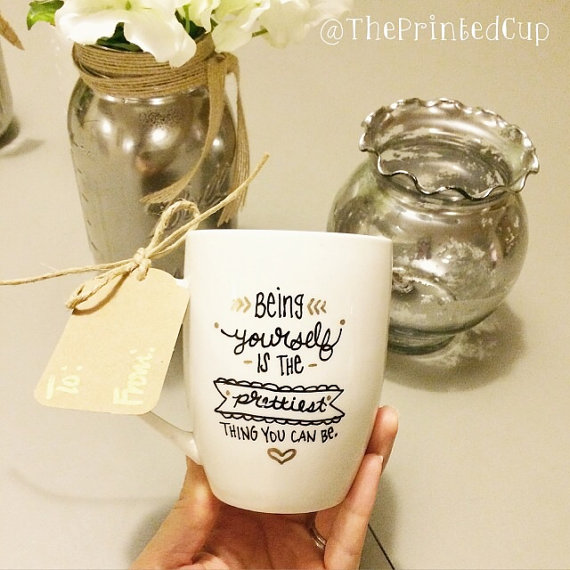 @ThePrintedCup
Being
yourself
is the
prettiest
thing you can be.
To:
From: